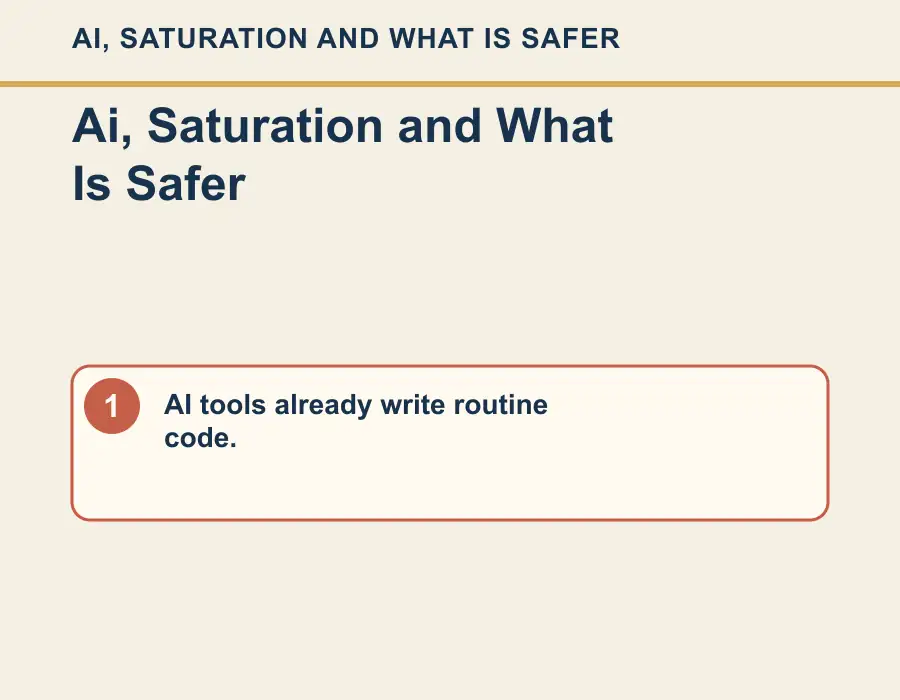 AI, SATURATION AND WHAT IS SAFER
Ai, Saturation and What
Is Safer
1
AI tools already write routine
code.